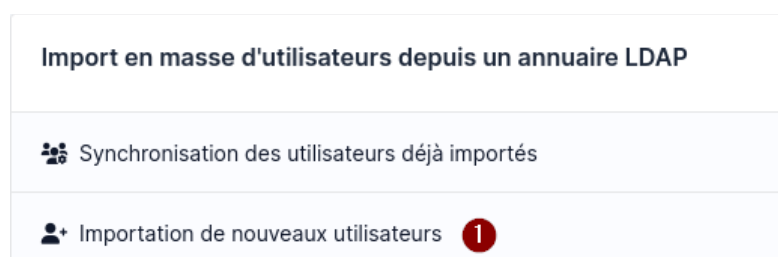 Import en masse d'utilisateurs depuis un annuaire LDAP
Synchronisation des utilisateurs déjà importés
Importation de nouveaux utilisateurs 1